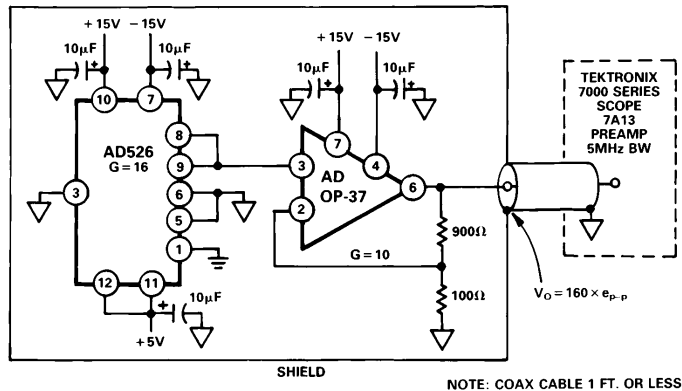 +15V
−15V
10μF
+
10μF
+
10
7
AD526
G = 16
8
9
6
5
1
3
12
11
+
10μF
+5V
+15V
−15V
10μF
+
10μF
+
7
4
3
2
AD
OP-37
6
G = 10
900Ω
100Ω
TEKTRONIX
7000 SERIES
SCOPE
7A13
PREAMP
5MHz BW
VO = 160 × ep–p
SHIELD
NOTE: COAX CABLE 1 FT. OR LESS